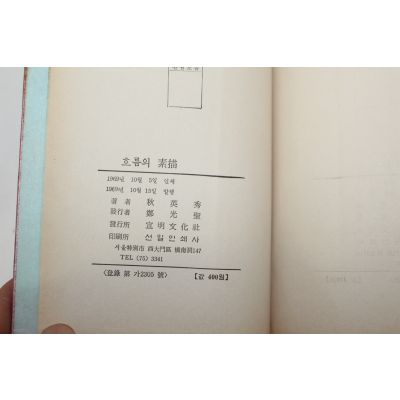 흐름의 素描
1969년 10월 5일 인쇄
1969년 10월 15일 발행
著者 秋英秀
發行者 鄭光聖
發行所 宣明文化社
印刷所 선일인쇄사
서울特別市 西大門區 橋南洞147
TEL (75) 3341
〈登錄 第 가2305 號〉 【값 400원】